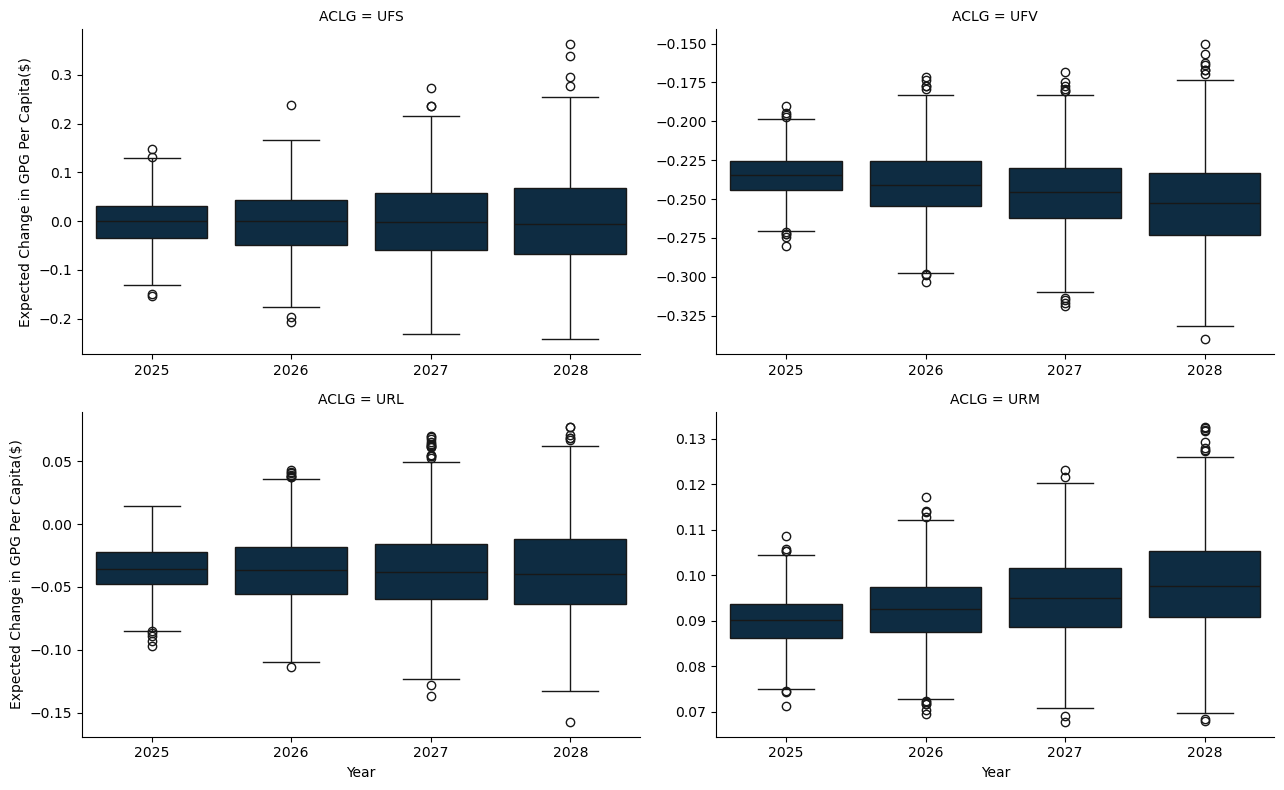 ACLG = UFS
Expected Change in GPG Per Capita($)
0.3
0.2
0.1
0.0
−0.1
−0.2
2025 2026 2027 2028
ACLG = UFV
−0.150
−0.175
−0.200
−0.225
−0.250
−0.275
−0.300
−0.325
2025 2026 2027 2028
ACLG = URL
Expected Change in GPG Per Capita($)
0.05
0.00
−0.05
−0.10
−0.15
2025 2026 2027 2028
Year
ACLG = URM
0.13
0.12
0.11
0.10
0.09
0.08
0.07
2025 2026 2027 2028
Year